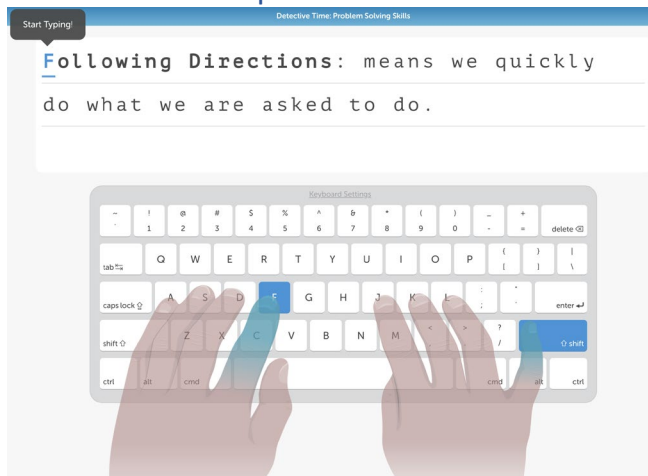 Detective Time: Problem Solving Skills
Start Typing!
Following Directions: means we quickly
do what we are asked to do.
Keyboard Settings
~ ! @ # $ % ^ & * ( ) _ +
` 1 2 3 4 5 6 7 8 9 0 - = delete
{ } |
tab Q W E R T Y U I O P [ ] \
: "
caps lock A S D F G H J K L ; ' enter
< > ?
shift Z X C V B N M , . / shift
ctrl alt cmd cmd alt ctrl